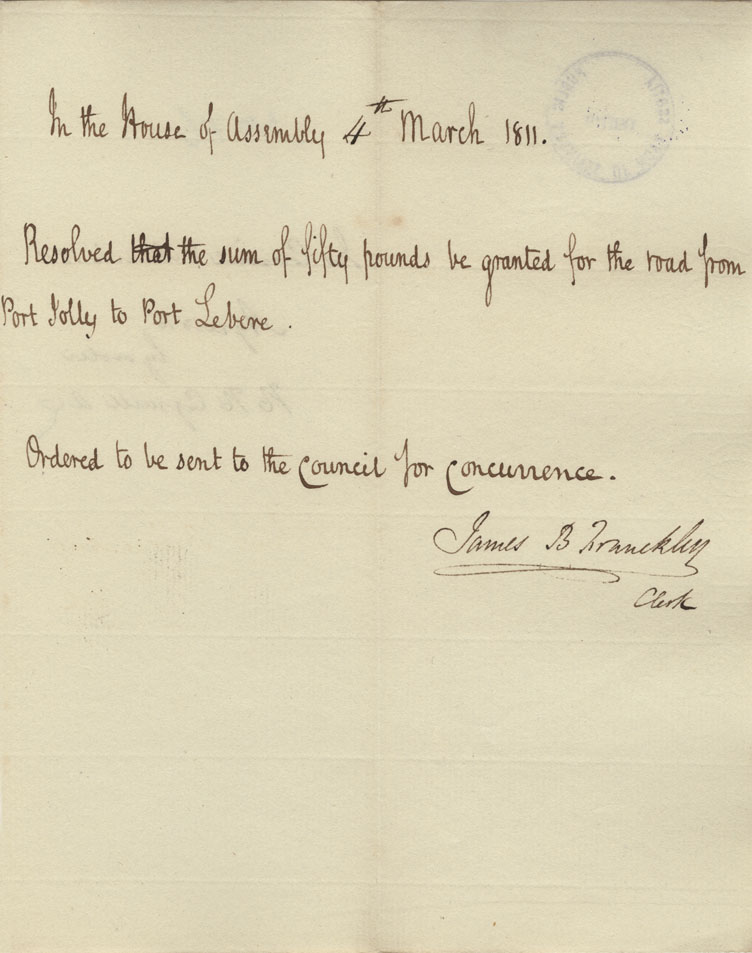 In the House of Assembly 4th March 1811.
Resolved that the sum of fifty pounds be granted for the road from
Port Jolly to Port Lebere.
Ordered to be sent to the Council for Concurrence.
James B Franckley
Clerk